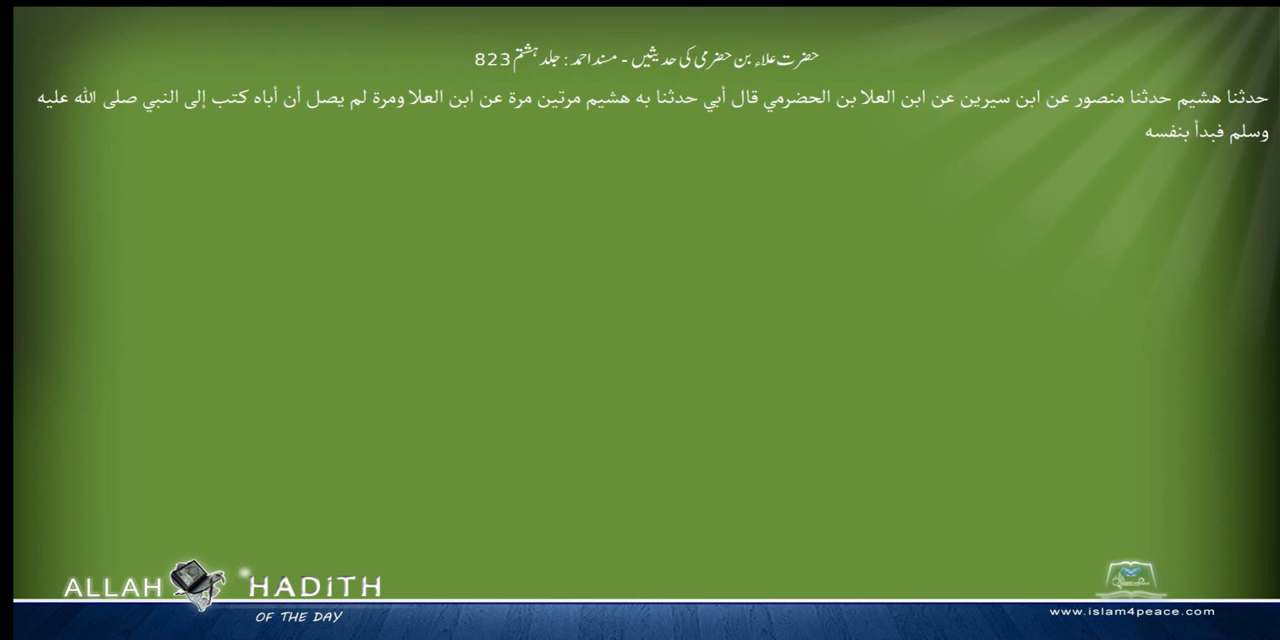 حضرت علاء بن حضرمی کی حدیثیں - مسند احمد : جلد ہشتم 823
حدثنا هشيم حدثنا منصور عن ابن سيرين عن ابن العلا بن الحضرمي قال أبي حدثنا به هشيم مرتين مرة عن ابن العلا ومرة لم يصل أن أباه كتب إلى النبي صلى الله عليه
وسلم فبدأ بنفسه
ALLAH HADITH
OF THE DAY
www.islam4peace.com